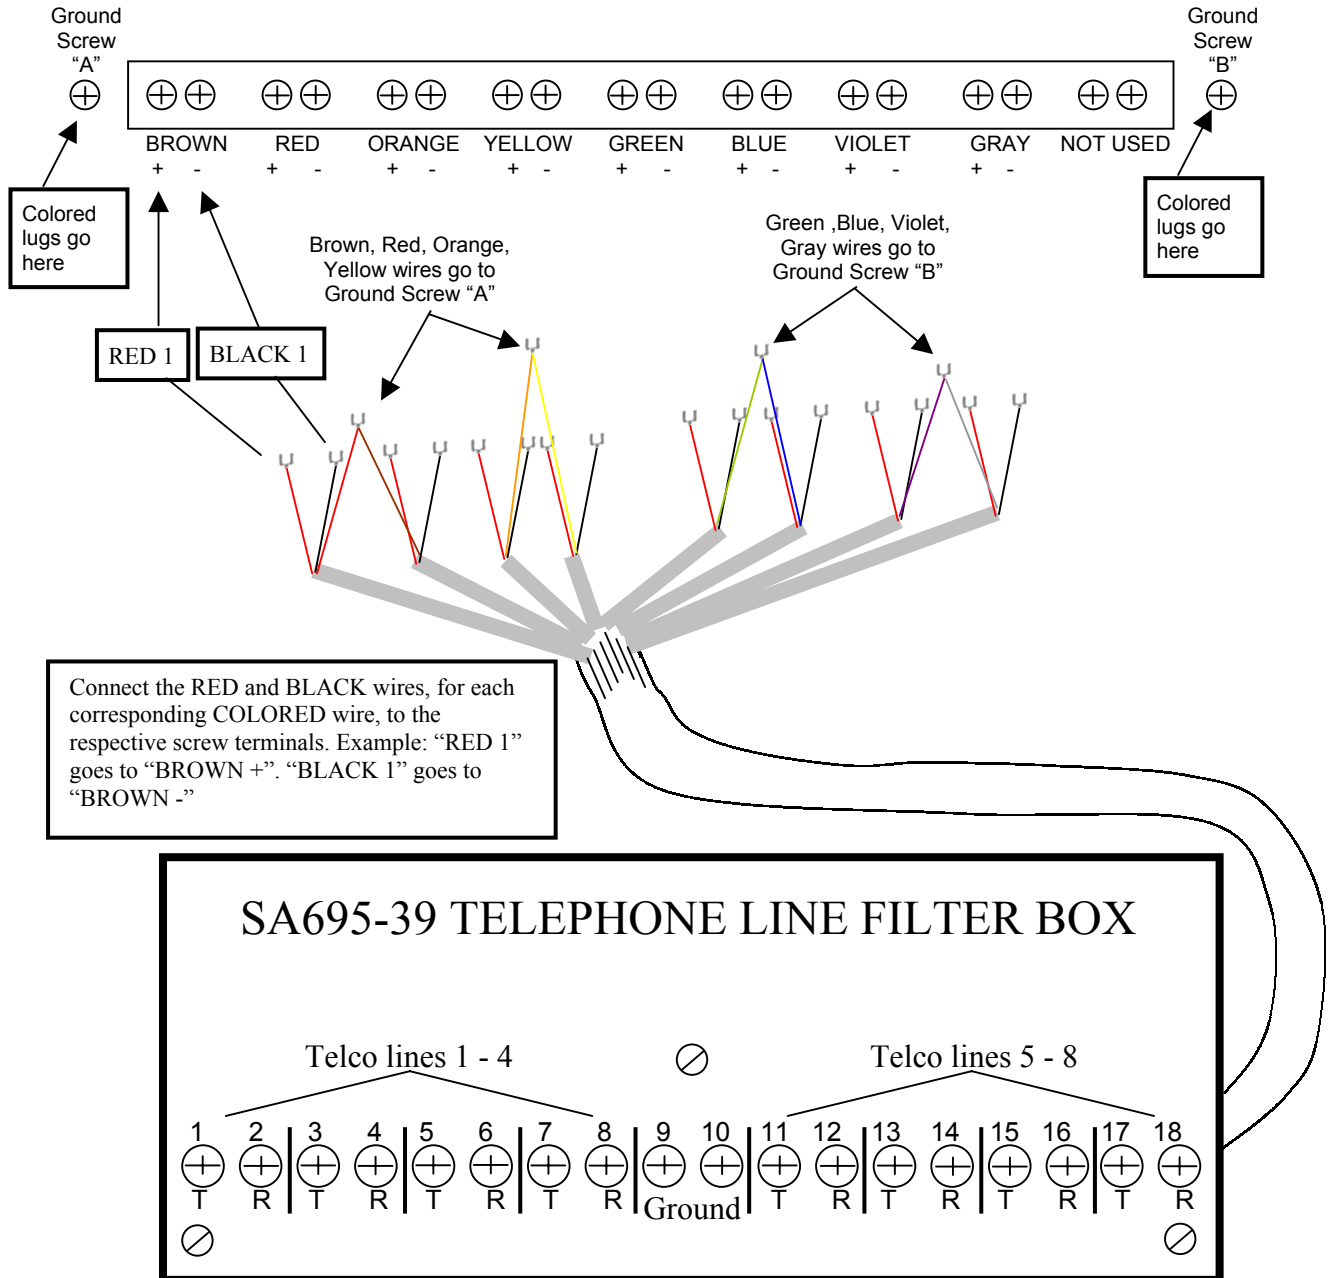 Ground
Screw
“A”
Ground
Screw
“B”
BROWN RED ORANGE YELLOW GREEN BLUE VIOLET GRAY NOT USED
+ - + - + - + - + - + - + - + -
Colored
lugs go
here
Colored
lugs go
here
Brown, Red, Orange,
Yellow wires go to
Ground Screw “A”
Green ,Blue, Violet,
Gray wires go to
Ground Screw “B”
RED 1
BLACK 1
Connect the RED and BLACK wires, for each
corresponding COLORED wire, to the
respective screw terminals. Example: “RED 1”
goes to “BROWN +”. “BLACK 1” goes to
“BROWN -”
SA695-39 TELEPHONE LINE FILTER BOX
Telco lines 1 - 4
Telco lines 5 - 8
1 2 3 4 5 6 7 8 9 10 11 12 13 14 15 16 17 18
T R T R T R T R Ground T R T R T R T R